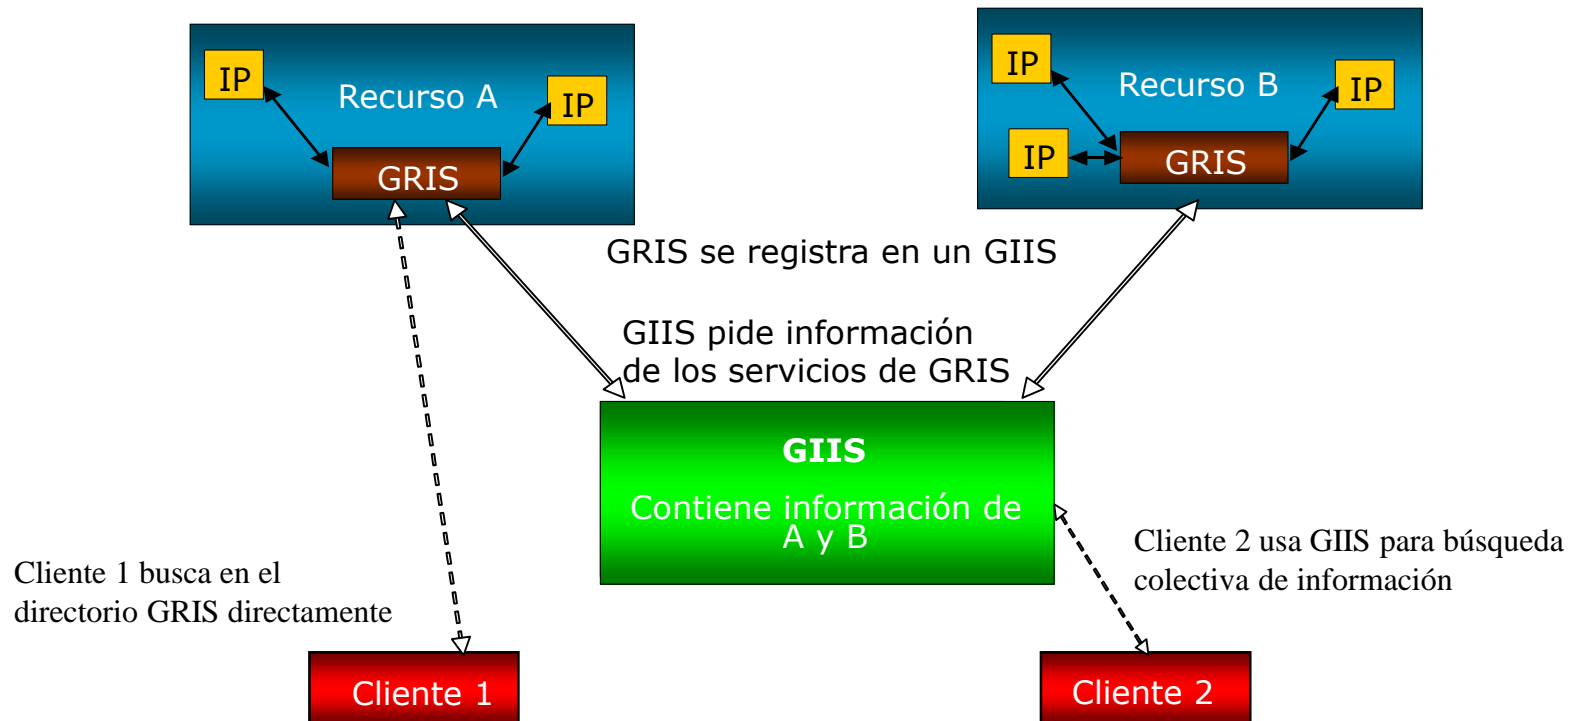 IP
Recurso A
IP
GRIS
IP
Recurso B
IP
IP
GRIS
GRIS se registra en un GIIS
GIIS pide información
de los servicios de GRIS
GIIS
Contiene información de
A y B
Cliente 1 busca en el
directorio GRIS directamente
Cliente 2 usa GIIS para búsqueda
colectiva de información
Cliente 1
Cliente 2